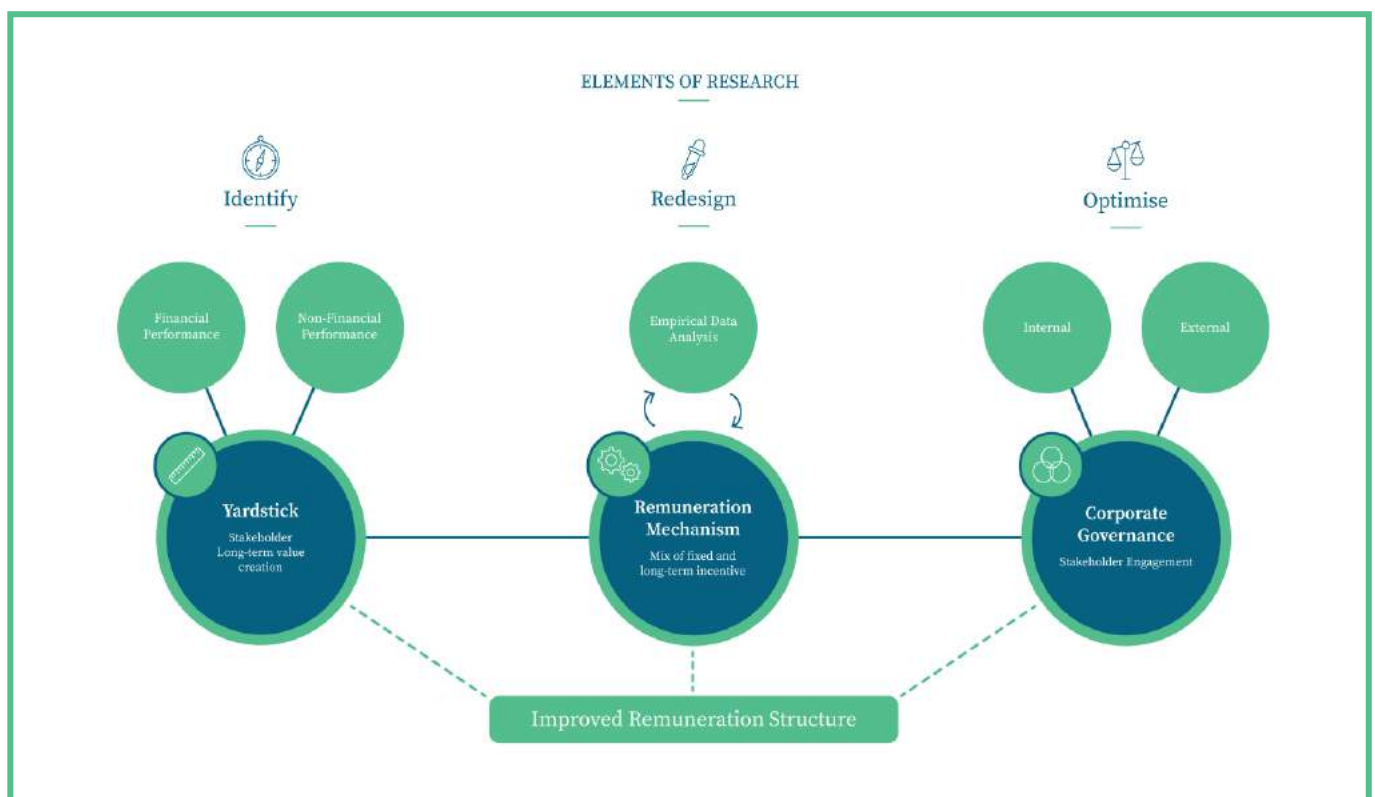 ELEMENTS OF RESEARCH
Identify
Redesign
Optimise
Financial
Performance
Non-Financial
Performance
Empirical Data
Analysis
Internal
External
Yardstick
Stakeholder
Long-term value
creation
Remuneration
Mechanism
Mix of fixed and
long-term incentive
Corporate
Governance
Stakeholder Engagement
Improved Remuneration Structure